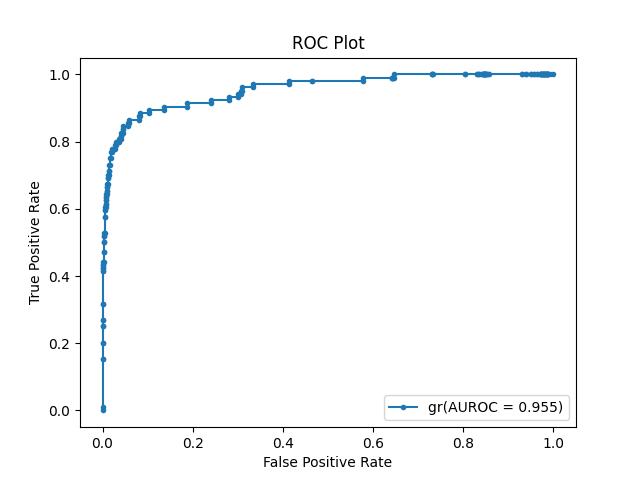 ROC Plot
True Positive Rate
1.0
0.8
0.6
0.4
0.2
0.0
0.0 0.2 0.4 0.6 0.8 1.0
False Positive Rate
gr(AUROC = 0.955)